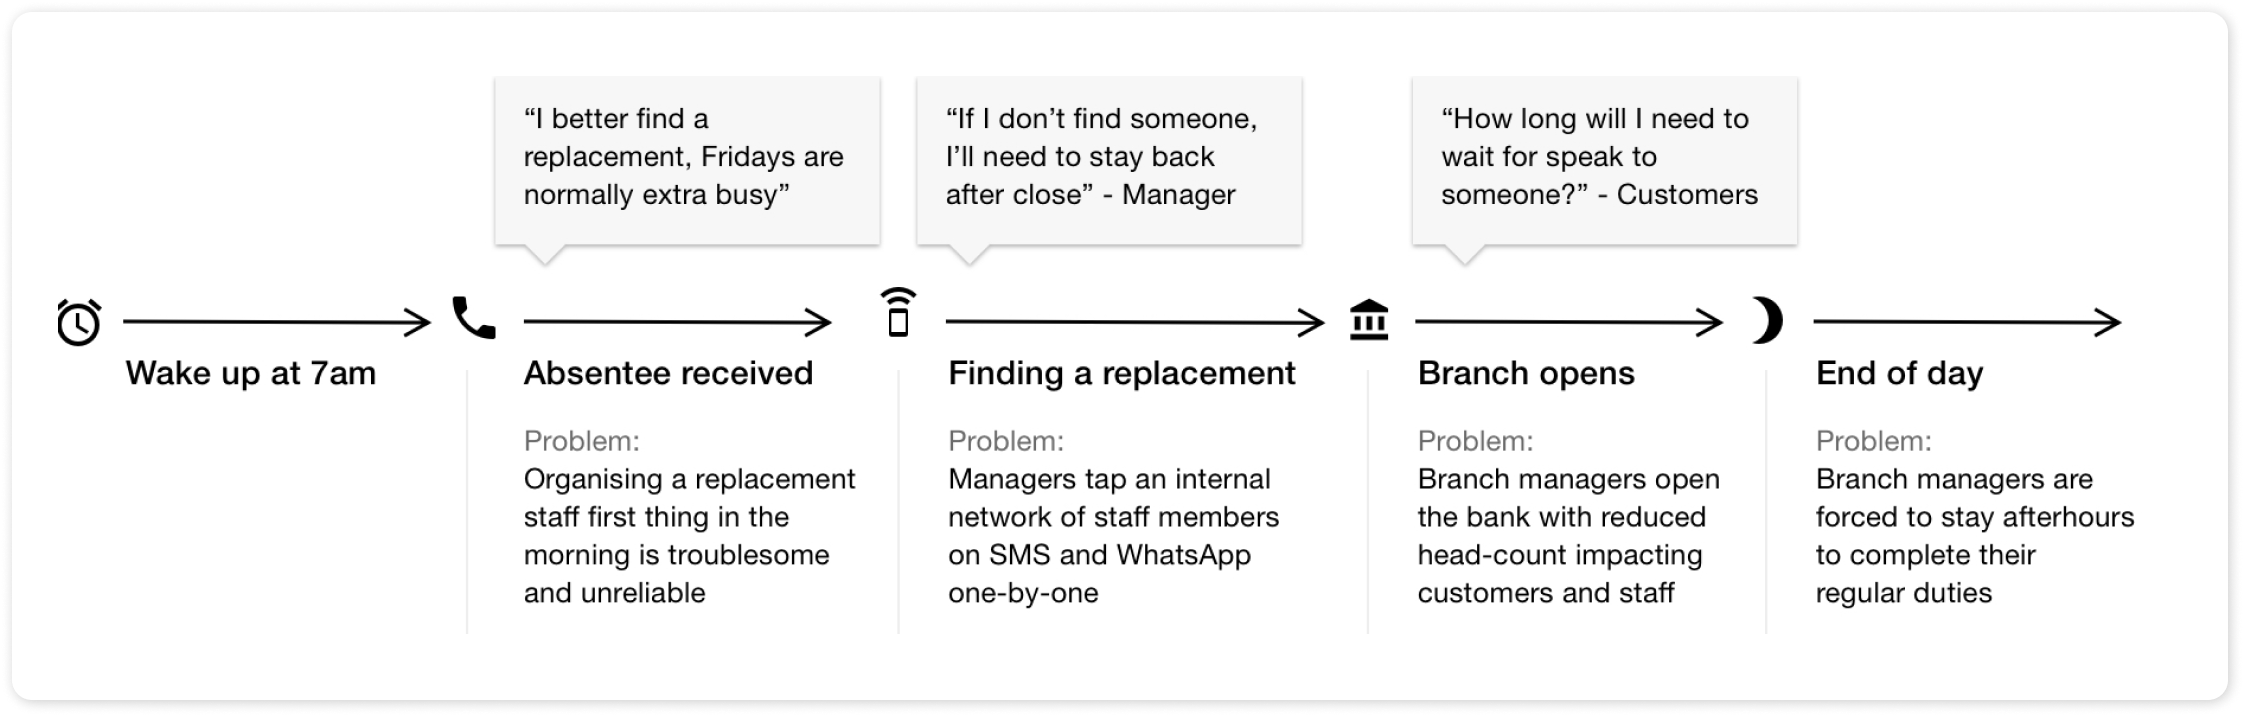 “I better find a
replacement, Fridays are
normally extra busy”
“If I don’t find someone,
I’ll need to stay back
after close” - Manager
“How long will I need to
wait for speak to
someone?” - Customers
Wake up at 7am
Absentee received
Problem:
Organising a replacement
staff first thing in the
morning is troublesome
and unreliable
Finding a replacement
Problem:
Managers tap an internal
network of staff members
on SMS and WhatsApp
one-by-one
Branch opens
Problem:
Branch managers open
the bank with reduced
head-count impacting
customers and staff
End of day
Problem:
Branch managers are
forced to stay afterhours
to complete their
regular duties